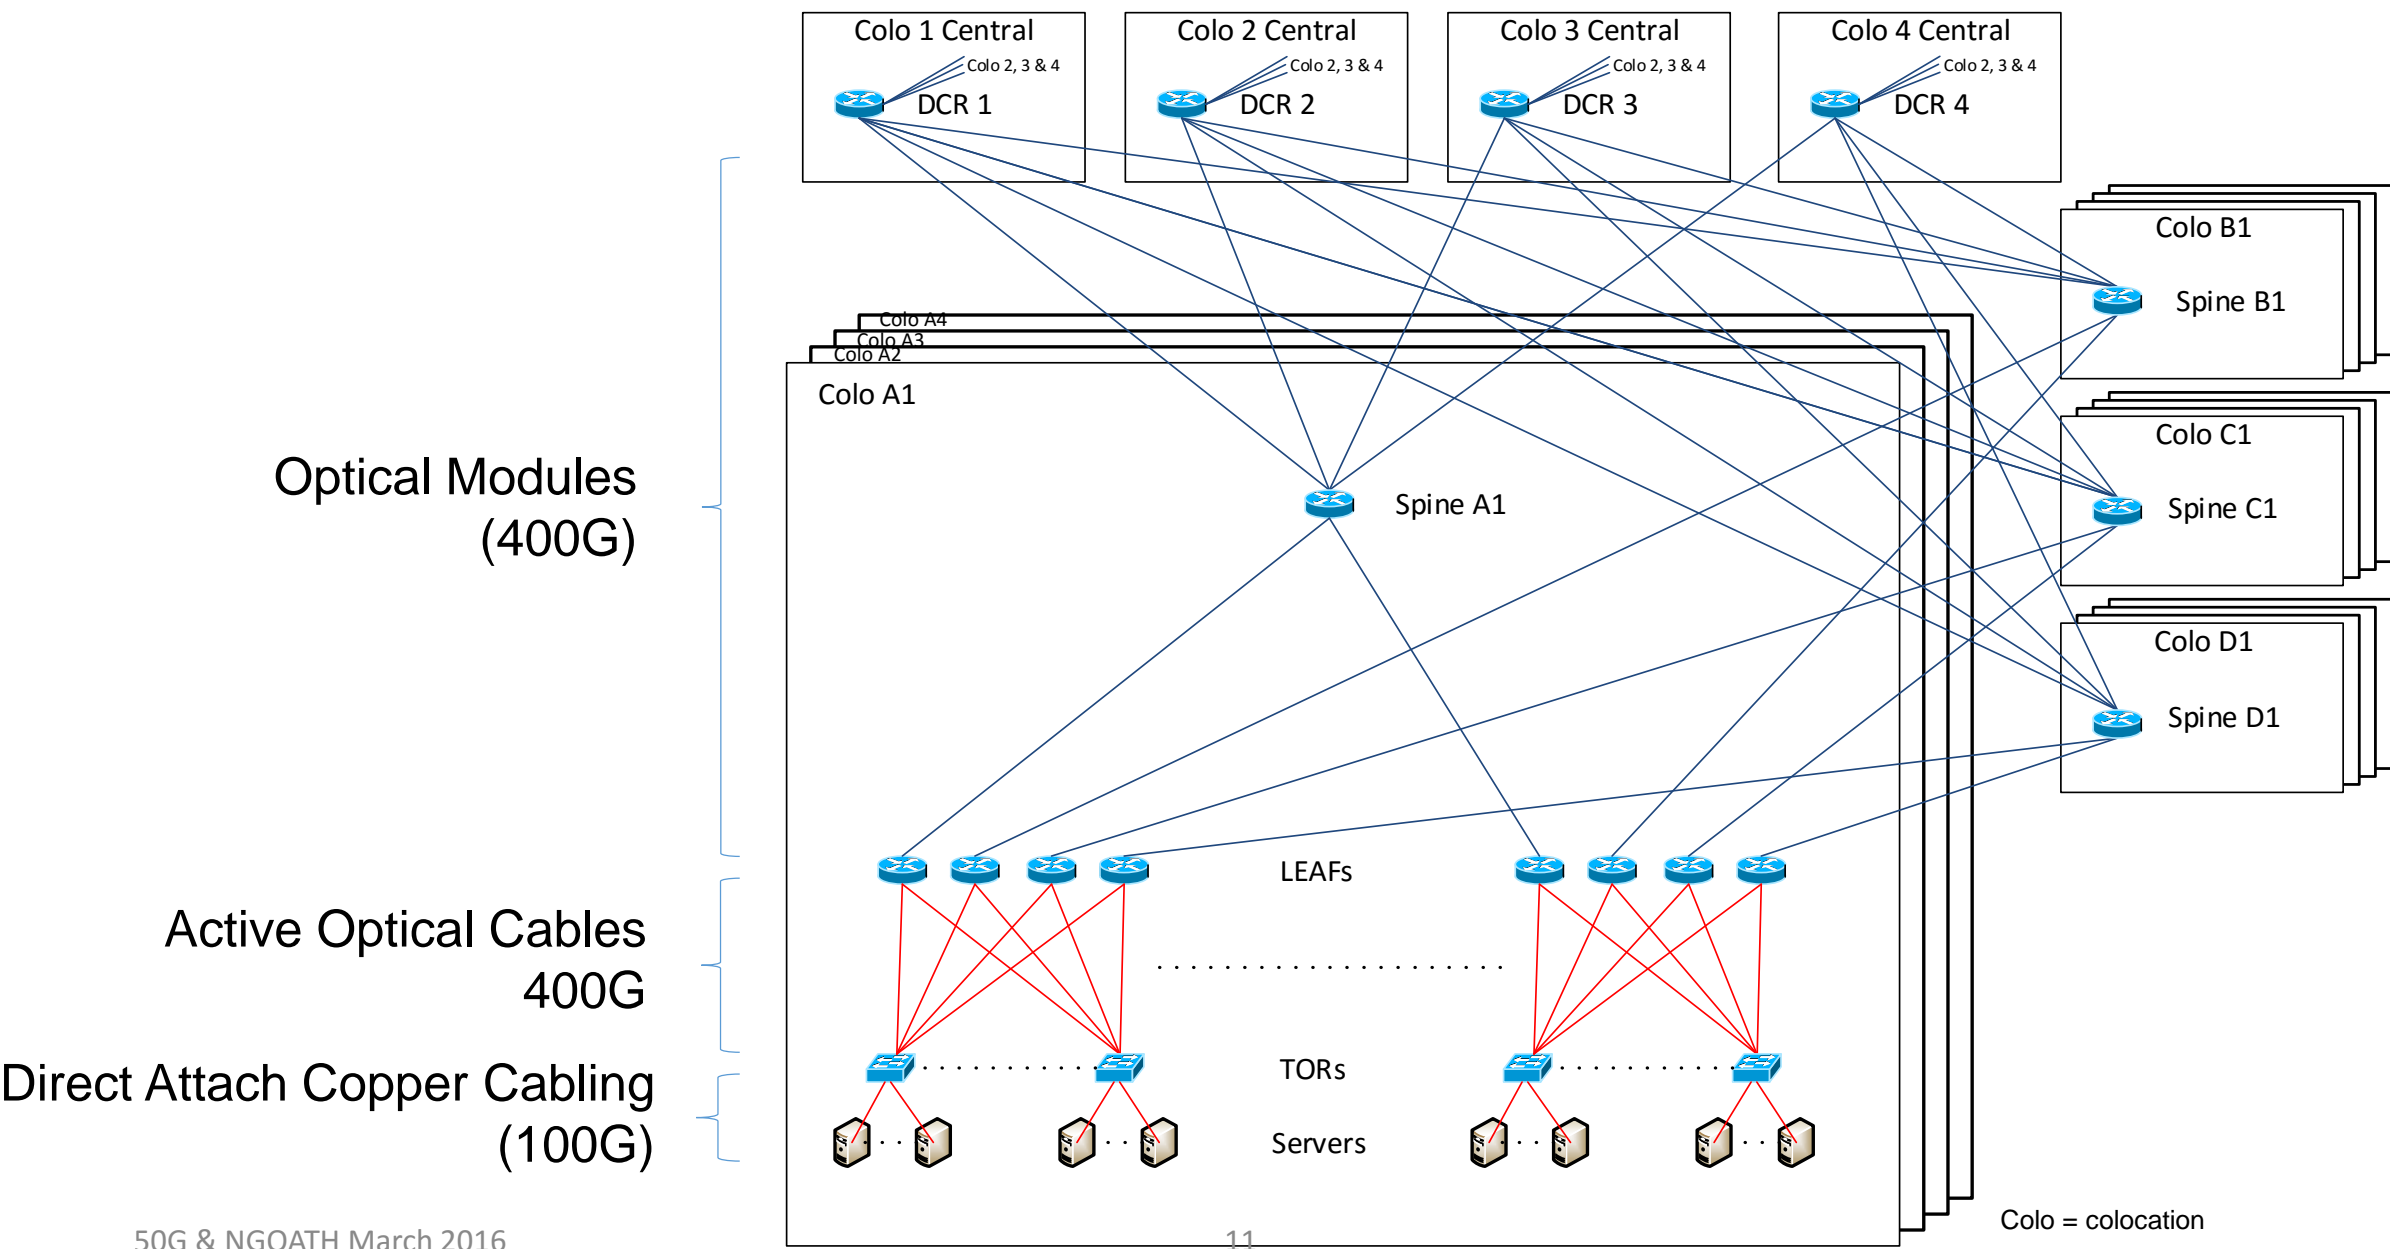 Colo 1 Central
Colo 2, 3 & 4
DCR 1
Colo 2 Central
Colo 2, 3 & 4
DCR 2
Colo 3 Central
Colo 2, 3 & 4
DCR 3
Colo 4 Central
Colo 2, 3 & 4
DCR 4
Colo B1
Spine B1
Colo C1
Spine C1
Colo D1
Spine D1
Colo A4
Colo A3
Colo A2
Colo A1
Spine A1
Optical Modules
(400G)
LEAFs
Active Optical Cables
400G
TORs
Direct Attach Copper Cabling
(100G)
Servers
Colo = colocation
50G & NGOATH March 2016
11